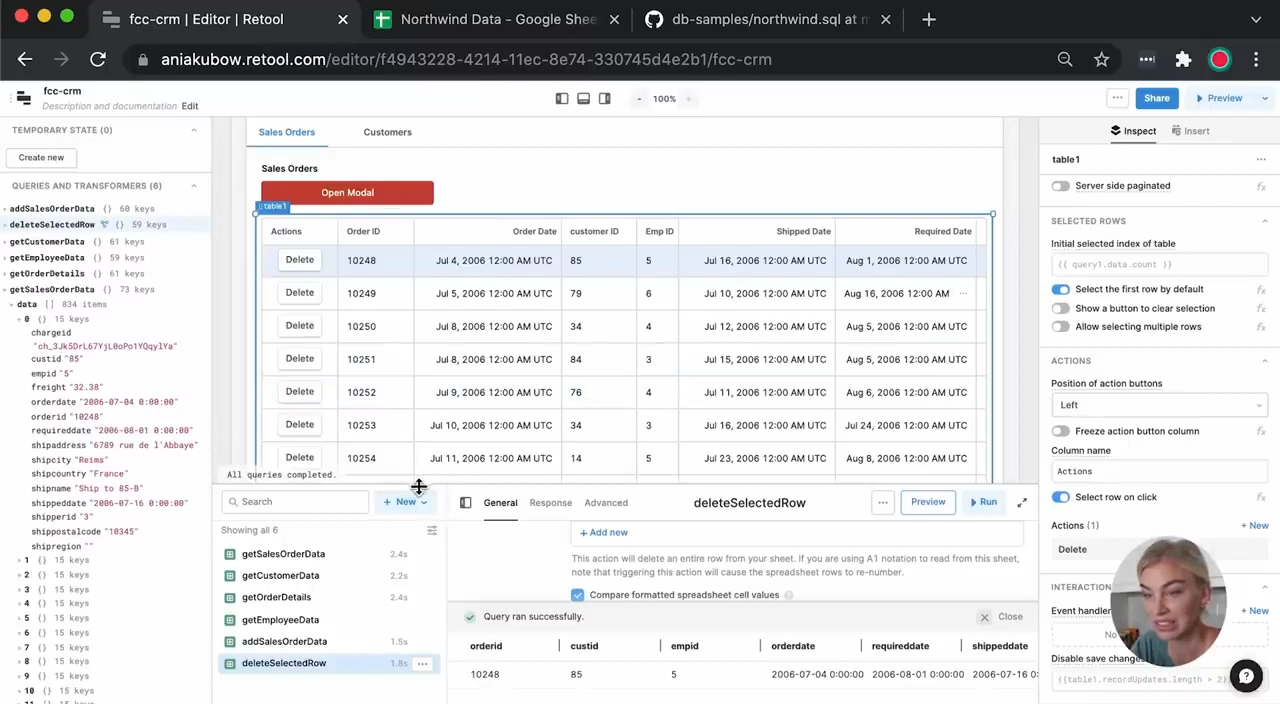 fcc-crm | Editor | Retool
Northwind Data - Google Shee
db-samples/northwind.sql at m
aniakubow.retool.com/editor/f4943228-4214-11ec-8e74-330745d4e2b1/fcc-crm
fcc-crm
Description and documentation Edit
- 100% +
Share
Preview
TEMPORARY STATE (0)
Create new
QUERIES AND TRANSFORMERS (6)
addSalesOrderData {} 60 keys
deleteSelectedRow {} 59 keys
getCustomerData {} 61 keys
getEmployeeData {} 59 keys
getOrderDetails {} 61 keys
getSalesOrderData {} 73 keys
data [] 834 items
0 {} 15 keys
chargeid
"ch_3JkSDrL67YjL0oPo1YQqylYa"
custid "85"
empid "5"
freight "32.38"
orderdate "2006-07-04 0:00:00"
orderid "10248"
requireddate "2006-08-01 0:00:00"
shipaddress "6789 rue de l'Abbaye"
shipcity "Reims"
shipcountry "France"
shipname "Ship to 85-B"
shippeddate "2006-07-16 0:00:00"
shipperid "3"
shippostalcode "10345"
shipregion ""
1 {} 15 keys
2 {} 15 keys
3 {} 15 keys
4 {} 15 keys
5 {} 15 keys
6 {} 15 keys
7 {} 15 keys
8 {} 15 keys
9 {} 15 keys
10 {} 15 keys
Sales Orders Customers
Sales Orders
Open Modal
table1
Actions Order ID Order Date customer ID Emp ID Shipped Date Required Date
Delete 10248 Jul 4, 2006 12:00 AM UTC 85 5 Jul 16, 2006 12:00 AM UTC Aug 1, 2006 12:00 AM UTC
Delete 10249 Jul 5, 2006 12:00 AM UTC 79 6 Jul 10, 2006 12:00 AM UTC Aug 16, 2006 12:00 AM ...
Delete 10250 Jul 8, 2006 12:00 AM UTC 34 4 Jul 12, 2006 12:00 AM UTC Aug 5, 2006 12:00 AM UTC
Delete 10251 Jul 8, 2006 12:00 AM UTC 84 3 Jul 15, 2006 12:00 AM UTC Aug 5, 2006 12:00 AM UTC
Delete 10252 Jul 9, 2006 12:00 AM UTC 76 4 Jul 11, 2006 12:00 AM UTC Aug 6, 2006 12:00 AM UTC
Delete 10253 Jul 10, 2006 12:00 AM UTC 34 3 Jul 16, 2006 12:00 AM UTC Jul 24, 2006 12:00 AM UTC
Delete 10254 Jul 11, 2006 12:00 AM UTC 14 5 Jul 23, 2006 12:00 AM UTC Aug 8, 2006 12:00 AM UTC
All queries completed.
Search
+ New
Showing all 6
getSalesOrderData 2.4s
getCustomerData 2.2s
getOrderDetails 2.4s
getEmployeeData
addSalesOrderData 1.5s
deleteSelectedRow 1.8s
General Response Advanced
deleteSelectedRow
Preview
Run
+ Add new
This action will delete an entire row from your sheet. If you are using A1 notation to read from this sheet,
note that triggering this action will cause the spreadsheet rows to re-number.
Compare formatted spreadsheet cell values
Query ran successfully.
Close
orderid custid empid orderdate requireddate shippeddate
10248 85 5 2006-07-04 0:00:00 2006-08-01 0:00:00 2006-07-16 0:
Inspect Insert
table1
Server side paginated fx
SELECTED ROWS
Initial selected index of table
{{ query1.data.count }}
Select the first row by default fx
Show a button to clear selection fx
Allow selecting multiple rows fx
ACTIONS
Position of action buttons
Left
Freeze action button column fx
Column name
Actions
Select row on click fx
Actions (1) + New
Delete
INTERACTION
Event handler + New
No
Disable save change
{{table1.recordUpdates.length > 2}}